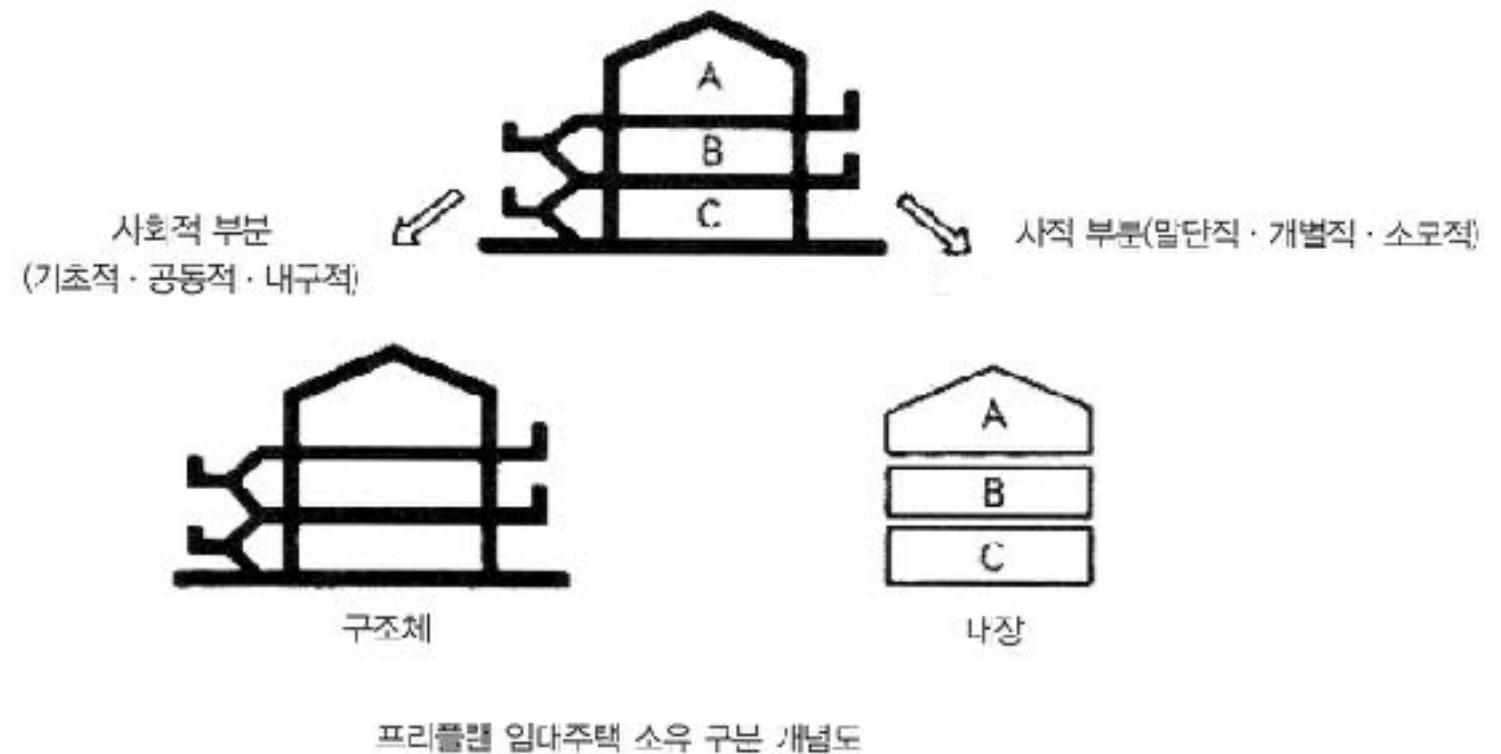 A
B
C
사회적 부분
(기초적 · 공동적 · 내구적)
사적 부분(말단적 · 개별적 · 소모적)
A
B
C
구조체
내장
프리플랜 임대주택 소유 구분 개념도